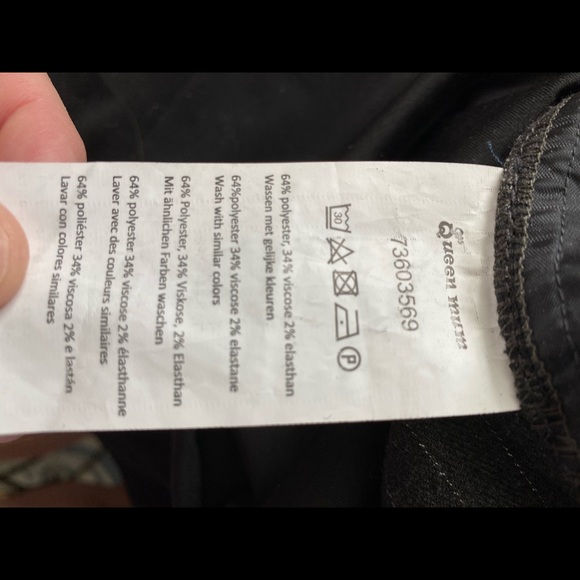 Queen
73603569
30
P
64% polyester, 34% viscose 2% elasthan
Wassen met gelijke kleuren
64%polyester 34% viscose 2% elastane
Wash with similar colors
64% Polyester, 34% Viskose, 2% Elasthan
Mit ähnlichen Farben waschen
64% polyester 34% viscose 2% élasthanne
Laver avec des couleurs similaires
64% poliéster 34% viscosa 2% e lastán
Lavar con colores similares